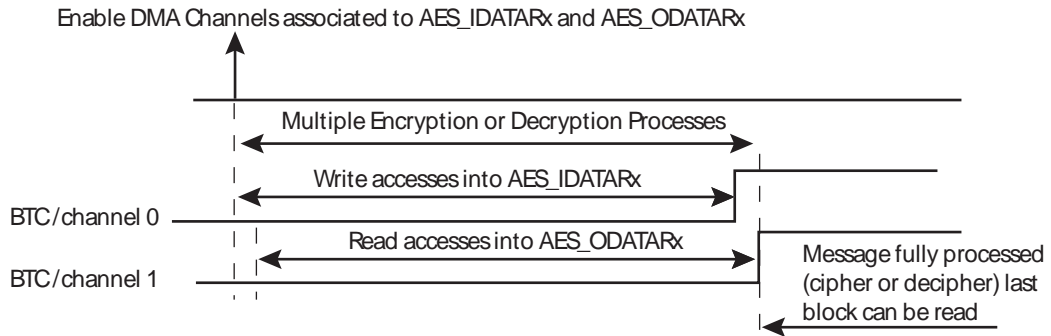 Enable DMA Channels associated to AES_IDATARx and AES_ODATARx
Multiple Encryption or Decryption Processes
Write accesses into AES_IDATARx
BTC/channel 0
Read accesses into AES_ODATARx
BTC/channel 1
Message fully processed
(cipher or decipher) last
block can be read